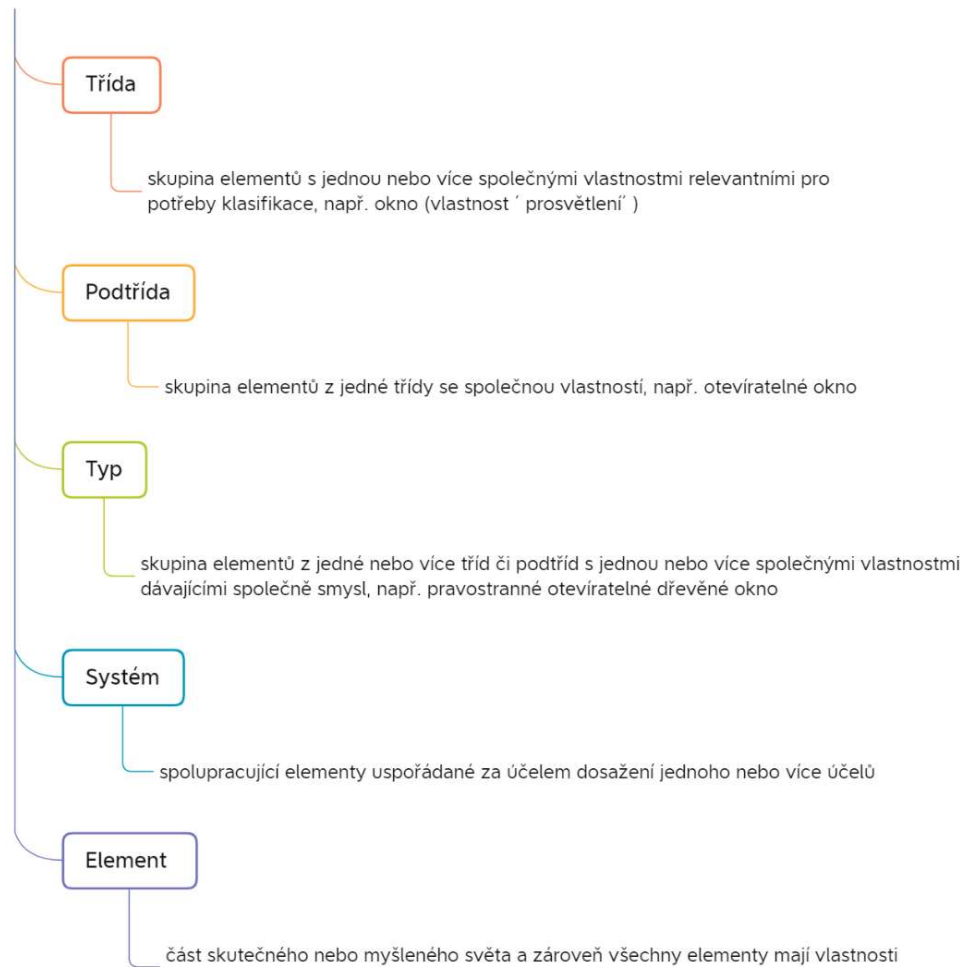 Třída
skupina elementů s jednou nebo více společnými vlastnostmi relevantními pro
potřeby klasifikace, např. okno (vlastnost ´ prosvětlení´ )
Podtřída
skupina elementů z jedné třídy se společnou vlastností, např. otevíratelné okno
Typ
skupina elementů z jedné nebo více tříd či podtříd s jednou nebo více společnými vlastnostmi
dávajícími společně smysl, např. pravostranné otevíratelné dřevěné okno
Systém
spolupracující elementy uspořádané za účelem dosažení jednoho nebo více účelů
Element
část skutečného nebo myšleného světa a zároveň všechny elementy mají vlastnosti